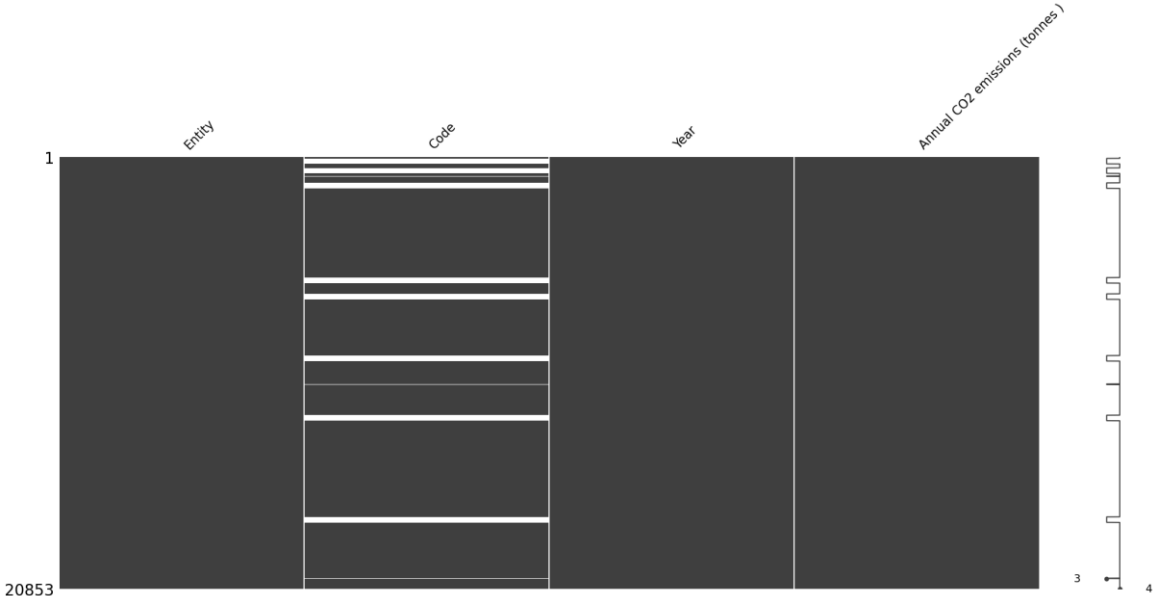 Entity
Code
Year
Annual CO2 emissions (tonnes )
1
20853
3
4